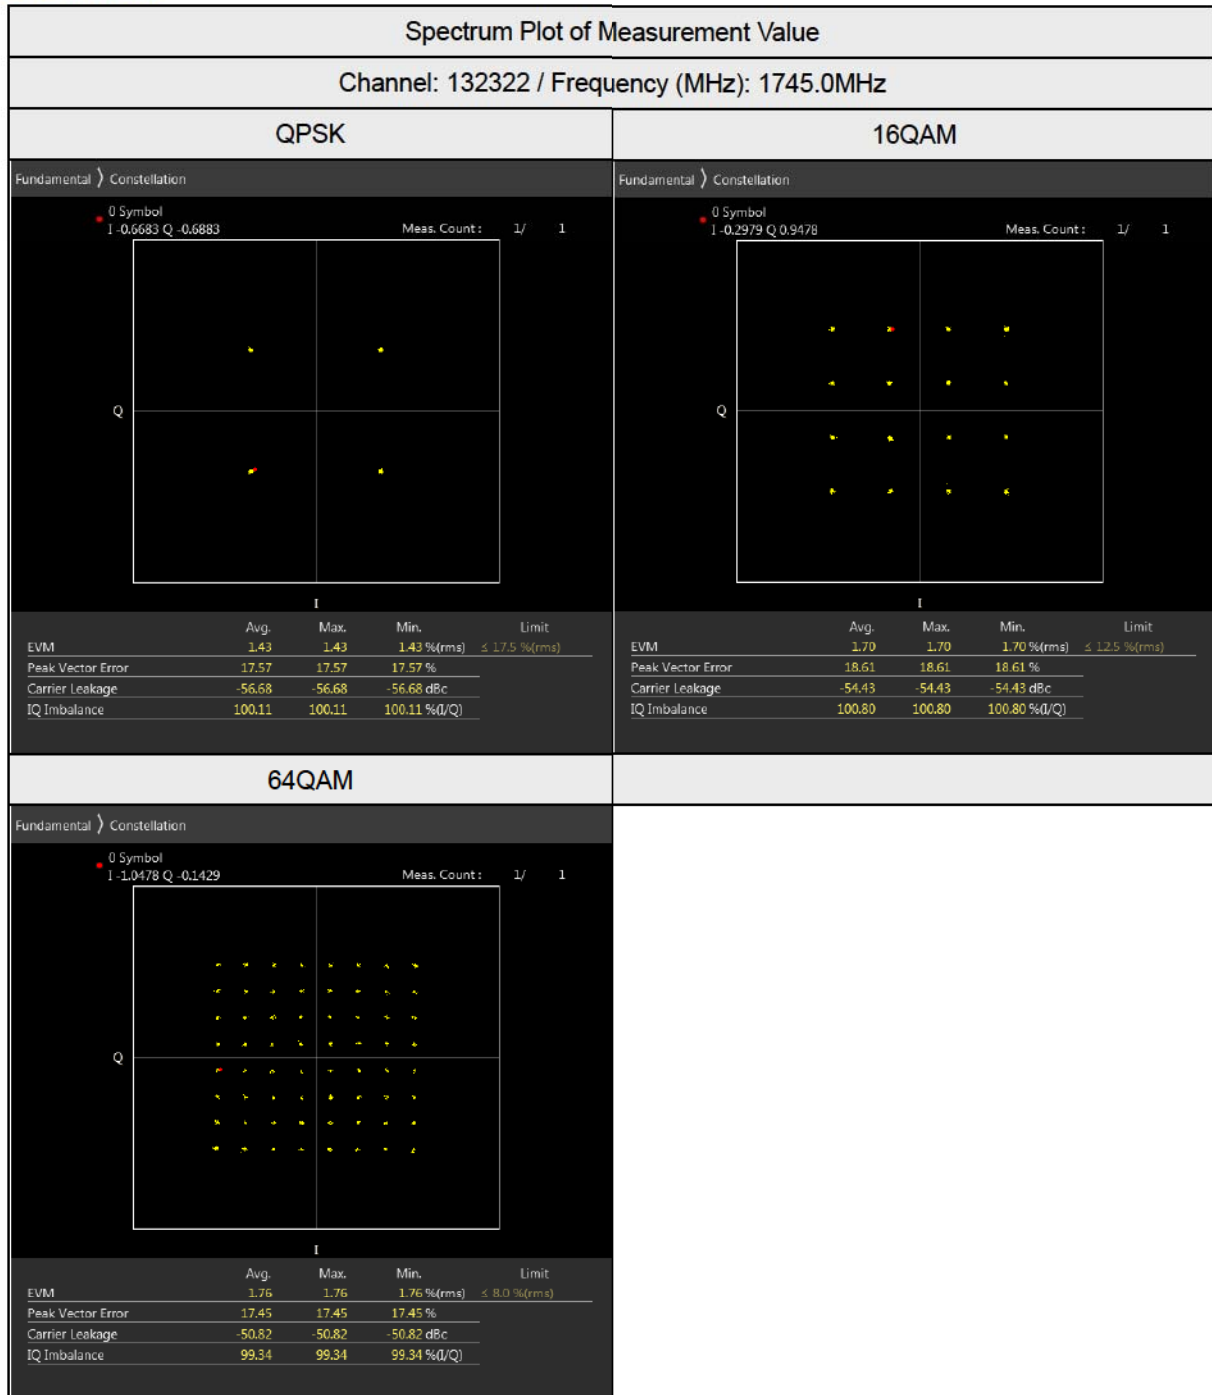 Spectrum Plot of Measurement Value
Channel: 132322 / Frequency (MHz): 1745.0MHz
QPSK
Fundamental 〉 Constellation
0 Symbol
I -0.6683 Q -0.6883 Meas. Count : 1/ 1
Q
I
Avg. Max. Min. Limit
EVM 1.43 1.43 1.43 %(rms) ≤ 17.5 %(rms)
Peak Vector Error 17.57 17.57 17.57 %
Carrier Leakage -56.68 -56.68 -56.68 dBc
IQ Imbalance 100.11 100.11 100.11 %(I/Q)
16QAM
Fundamental 〉 Constellation
0 Symbol
I -0.2979 Q 0.9478 Meas. Count : 1/ 1
Q
I
Avg. Max. Min. Limit
EVM 1.70 1.70 1.70 %(rms) ≤ 12.5 %(rms)
Peak Vector Error 18.61 18.61 18.61 %
Carrier Leakage -54.43 -54.43 -54.43 dBc
IQ Imbalance 100.80 100.80 100.80 %(I/Q)
64QAM
Fundamental 〉 Constellation
0 Symbol
I -1.0478 Q -0.1429 Meas. Count : 1/ 1
Q
I
Avg. Max. Min. Limit
EVM 1.76 1.76 1.76 %(rms) ≤ 8.0 %(rms)
Peak Vector Error 17.45 17.45 17.45 %
Carrier Leakage -50.82 -50.82 -50.82 dBc
IQ Imbalance 99.34 99.34 99.34 %(I/Q)